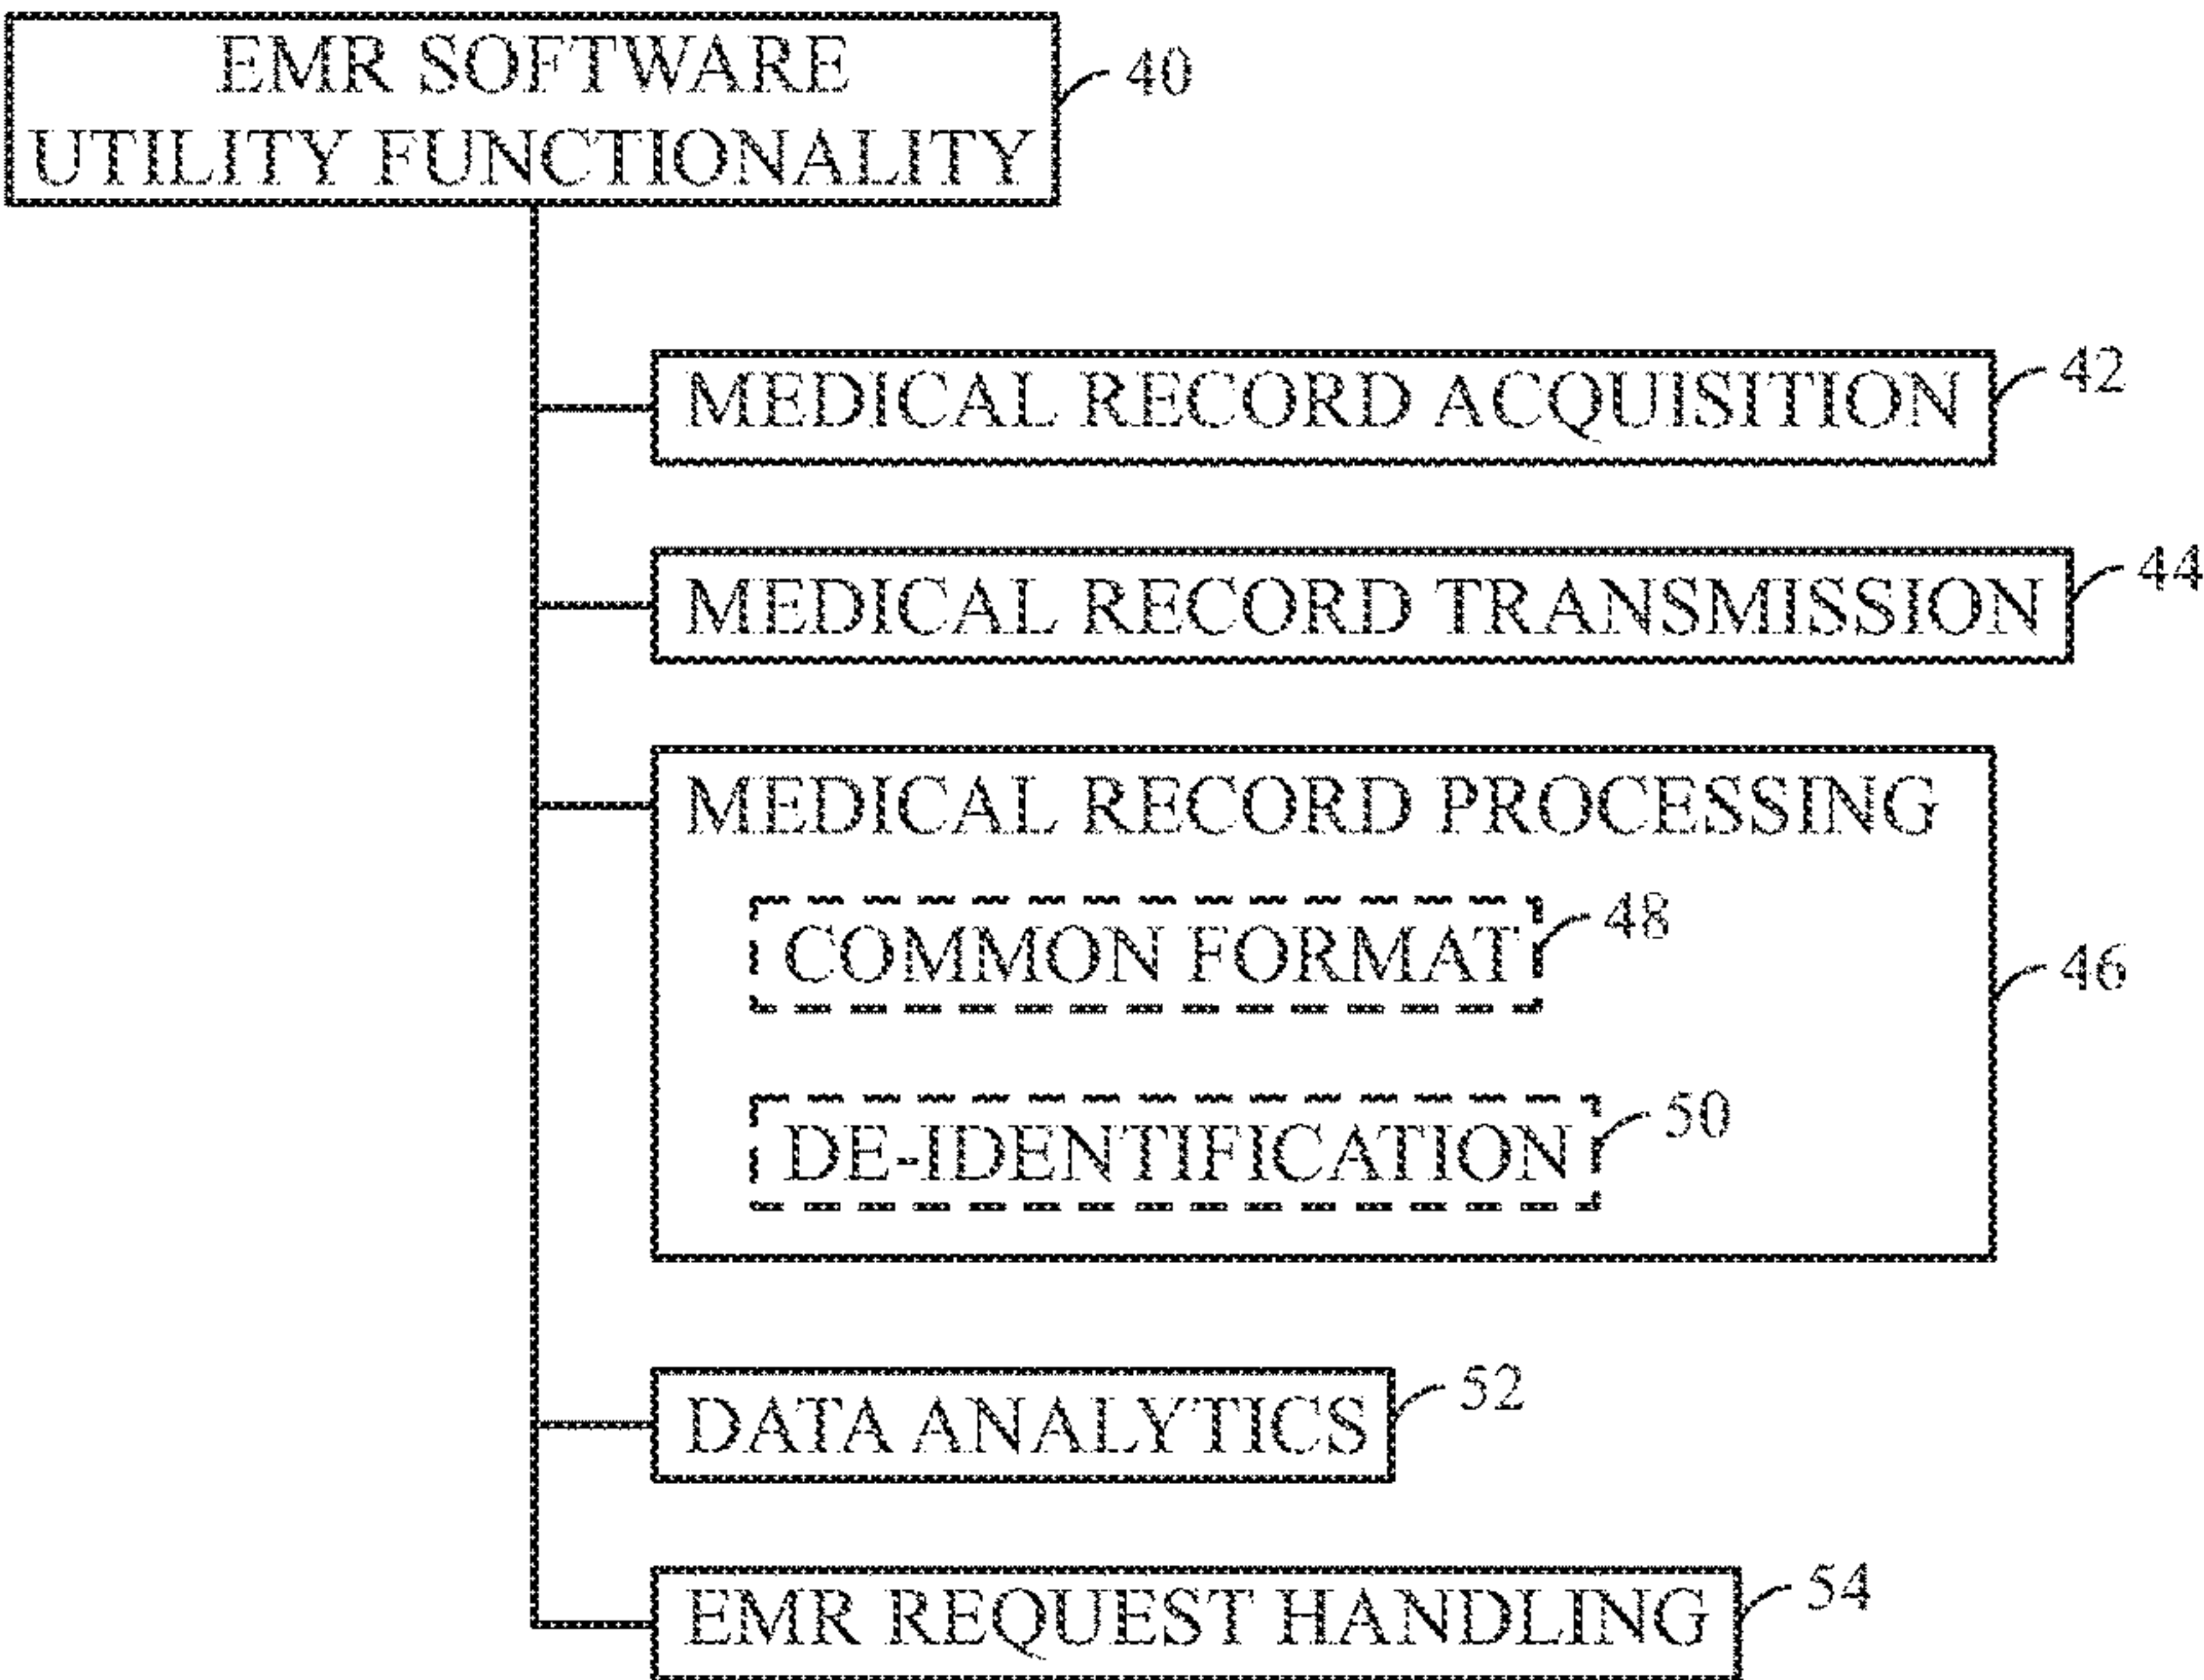 EMR SOFTWARE
UTILITY FUNCTIONALITY
40
MEDICAL RECORD ACQUISITION
42
MEDICAL RECORD TRANSMISSION
44
MEDICAL RECORD PROCESSING
COMMON FORMAT
48
46
DE-IDENTIFICATION
50
DATA ANALYTICS
52
EMR REQUEST HANDLING
54